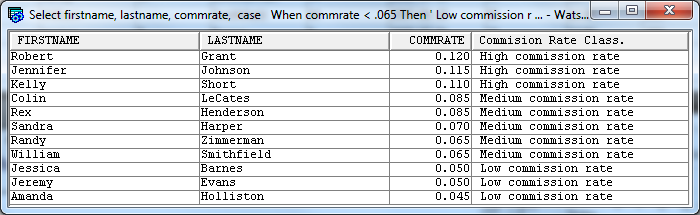 Select firstname, lastname, commrate, case When commrate < .065 Then ' Low commission r ... - Wats...
FIRSTNAME LASTNAME COMMRATE Commision Rate Class.
Robert Grant 0.120 High commission rate
Jennifer Johnson 0.115 High commission rate
Kelly Short 0.110 High commission rate
Colin LeCates 0.085 Medium commission rate
Rex Henderson 0.085 Medium commission rate
Sandra Harper 0.070 Medium commission rate
Randy Zimmerman 0.065 Medium commission rate
William Smithfield 0.065 Medium commission rate
Jessica Barnes 0.050 Low commission rate
Jeremy Evans 0.050 Low commission rate
Amanda Holliston 0.045 Low commission rate